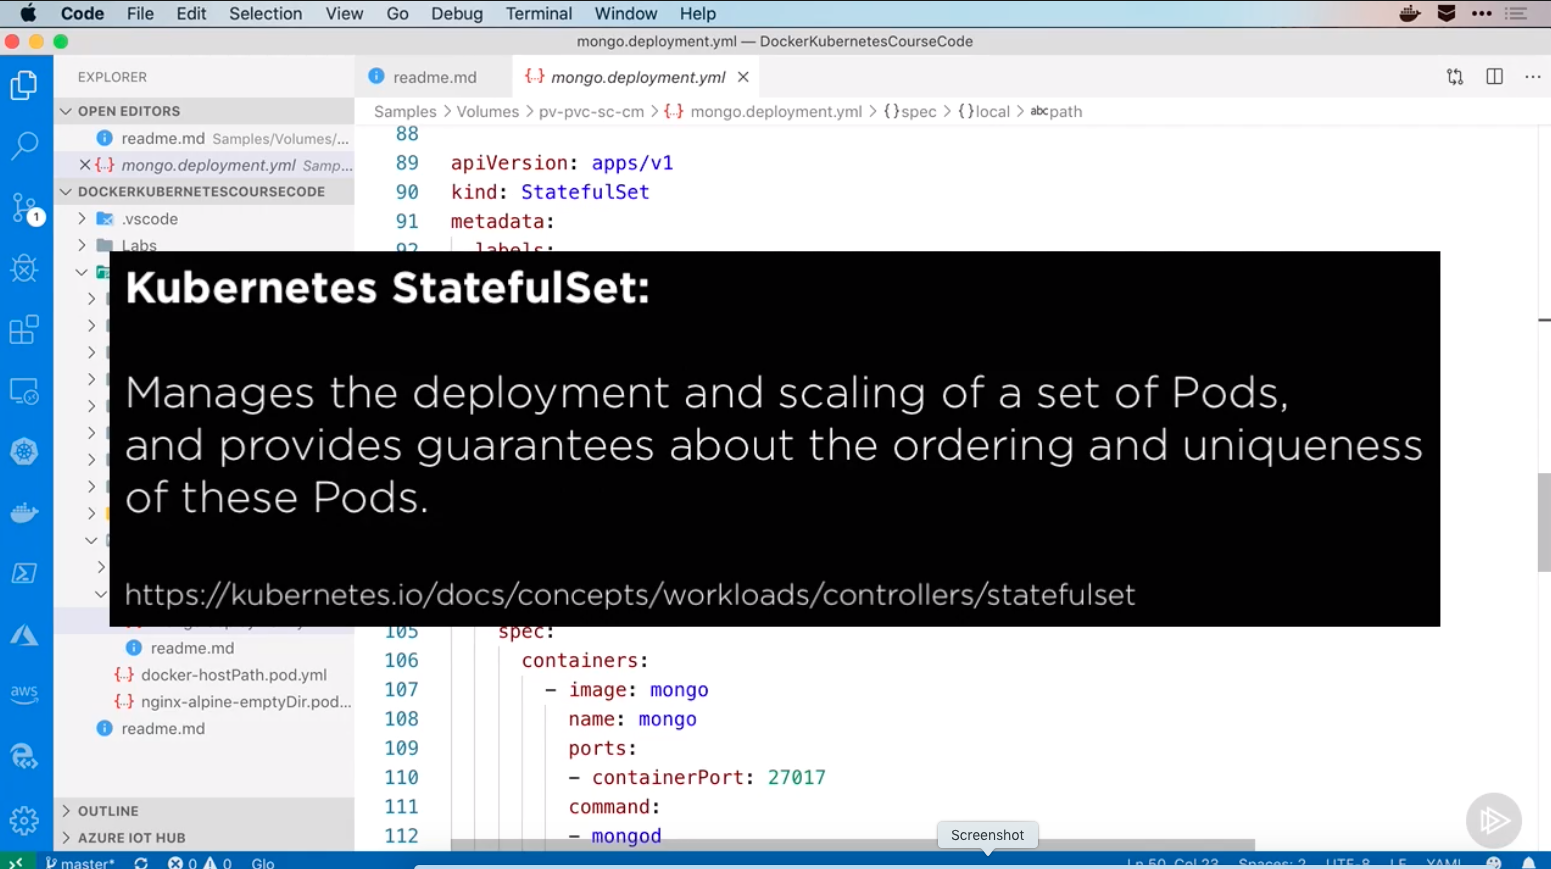 Code File Edit Selection View Go Debug Terminal Window Help
mongo.deployment.yml — DockerKubernetesCourseCode
EXPLORER
readme.md
{..} mongo.deployment.yml
OPEN EDITORS
Samples > Volumes > pv-pvc-sc-cm > {..} mongo.deployment.yml > {}spec > {}local > abc path
readme.md Samples/Volumes/...
{..} mongo.deployment.yml Samp...
DOCKERKUBERNETESCOURSECODE
1
.vscode
Labs
88
89 apiVersion: apps/v1
90 kind: StatefulSet
91 metadata:
92 labels:
Kubernetes StatefulSet:
Manages the deployment and scaling of a set of Pods,
and provides guarantees about the ordering and uniqueness
of these Pods.
https://kubernetes.io/docs/concepts/workloads/controllers/statefulset
readme.md
{..} docker-hostPath.pod.yml
{..} nginx-alpine-emptyDir.pod...
readme.md
105 spec:
106 containers:
107 - image: mongo
108 name: mongo
109 ports:
110 - containerPort: 27017
111 command:
112 - mongod
aws
OUTLINE
AZURE IOT HUB
Screenshot
master* 0 0 Glo
Ln 50, Col 23 Spaces: 2 UTF-8 LF YAML